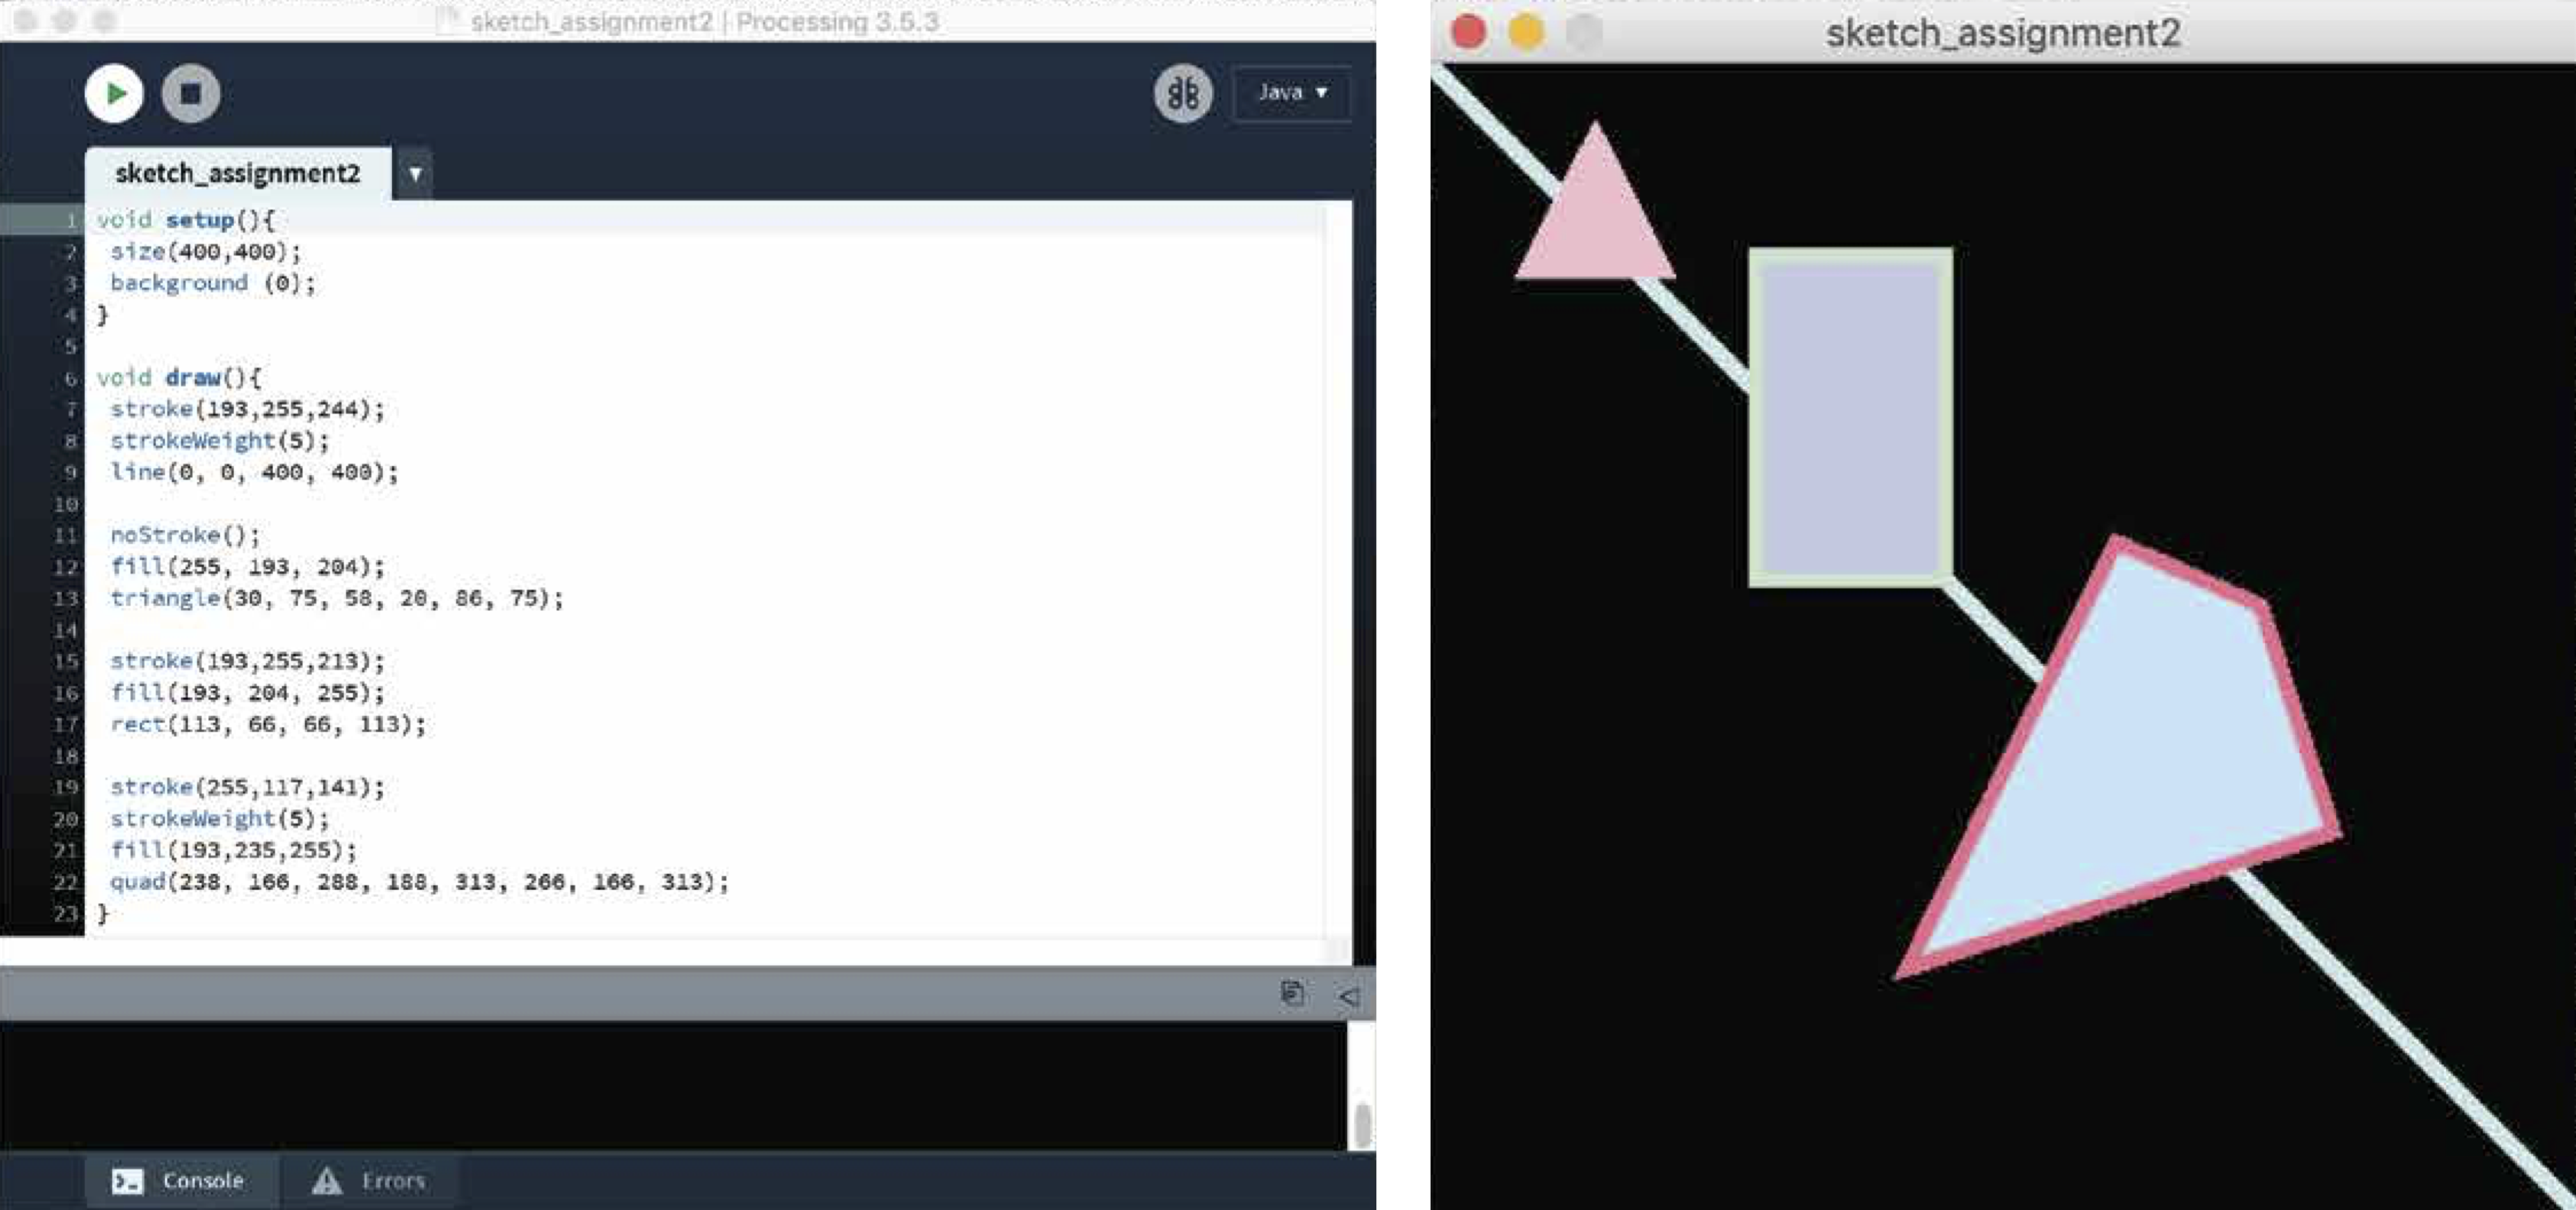 sketch_assignment2 | Processing 3.5.3
Java ▼
sketch_assignment2 ▼
1 void setup(){
2 size(400,400);
3 background (0);
4 }
5
6 void draw(){
7 stroke(193,255,244);
8 strokeWeight(5);
9 line(0, 0, 400, 400);
10
11 noStroke();
12 fill(255, 193, 204);
13 triangle(30, 75, 58, 20, 86, 75);
14
15 stroke(193,255,213);
16 fill(193, 204, 255);
17 rect(113, 66, 66, 113);
18
19 stroke(255,117,141);
20 strokeWeight(5);
21 fill(193,235,255);
22 quad(238, 166, 288, 188, 313, 266, 166, 313);
23 }
Console
Errors
sketch_assignment2